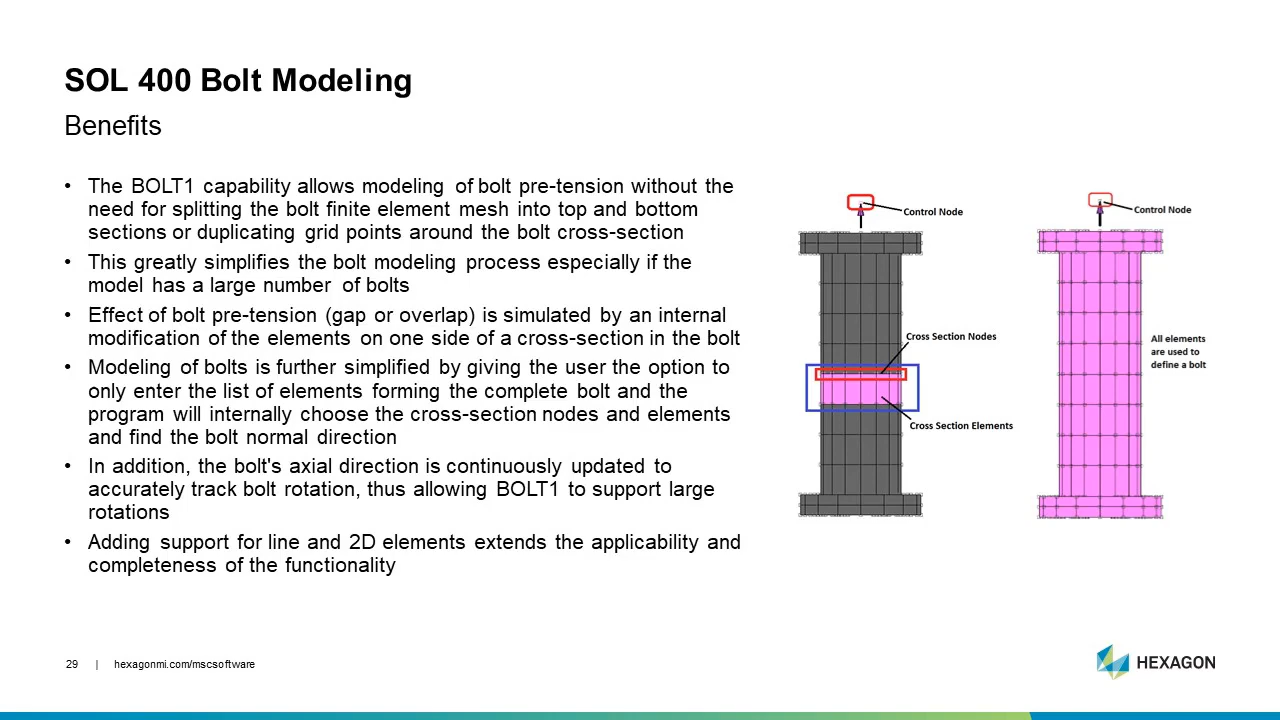 SOL 400 Bolt Modeling
Benefits
• The BOLT1 capability allows modeling of bolt pre-tension without the
need for splitting the bolt finite element mesh into top and bottom
sections or duplicating grid points around the bolt cross-section
• This greatly simplifies the bolt modeling process especially if the
model has a large number of bolts
• Effect of bolt pre-tension (gap or overlap) is simulated by an internal
modification of the elements on one side of a cross-section in the bolt
• Modeling of bolts is further simplified by giving the user the option to
only enter the list of elements forming the complete bolt and the
program will internally choose the cross-section nodes and elements
and find the bolt normal direction
• In addition, the bolt's axial direction is continuously updated to
accurately track bolt rotation, thus allowing BOLT1 to support large
rotations
• Adding support for line and 2D elements extends the applicability and
completeness of the functionality
Control Node
Cross Section Nodes
Cross Section Elements
Control Node
All elements
are used to
define a bolt
29 | hexagonmi.com/mscsoftware
HEXAGON